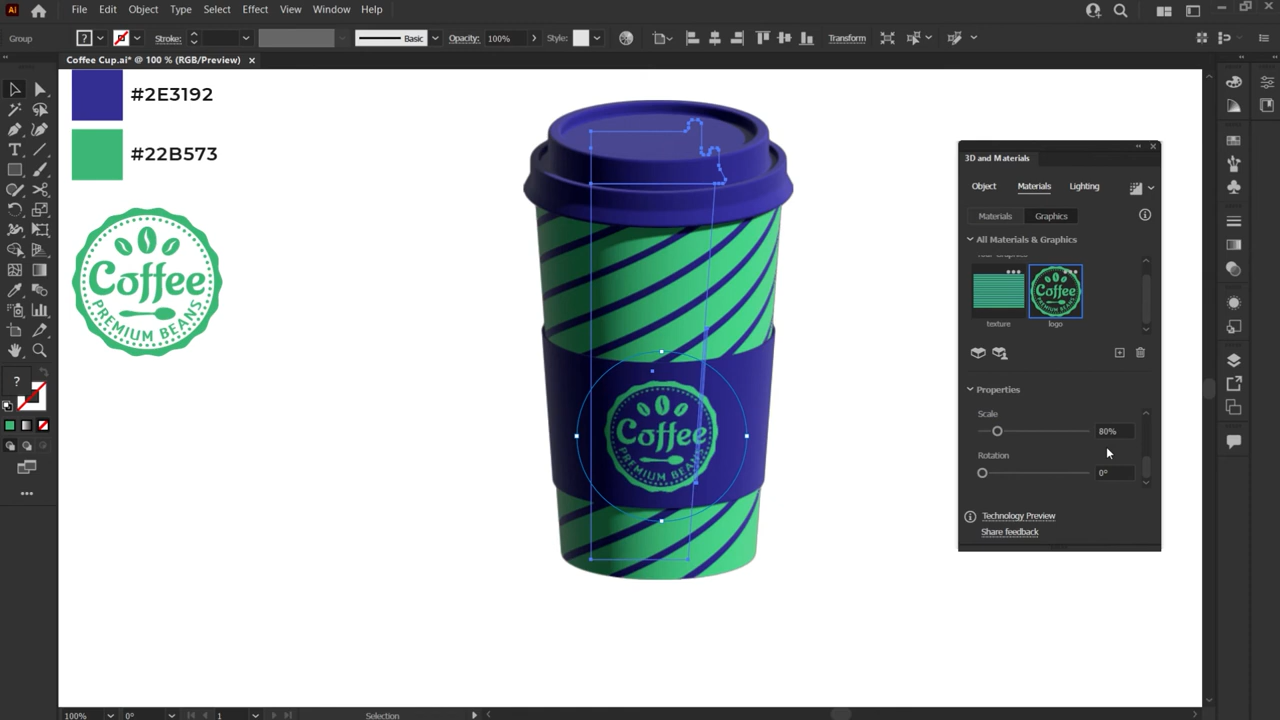 Ai File Edit Object Type Select Effect View Window Help
Group ? Stroke: Basic Opacity: 100% Style: Transform
Coffee Cup.ai* @ 100 % (RGB/Preview)
#2E3192
#22B573
Coffee
PREMIUM BEANS
Coffee
PREMIUM BEANS
3D and Materials
Object Materials Lighting
Materials Graphics
All Materials & Graphics
Your Graphics
Coffee
texture logo
Properties
Scale
80%
Rotation
0°
Technology Preview
Share feedback
?
100% 0° 1 Selection